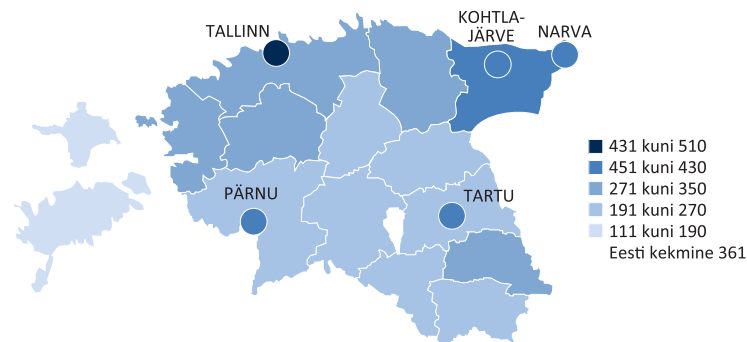 TALLINN
KOHTLA-
JÄRVE
NARVA
PÄRNU
TARTU
431 kuni 510
451 kuni 430
271 kuni 350
191 kuni 270
111 kuni 190
Eesti kekmine 361